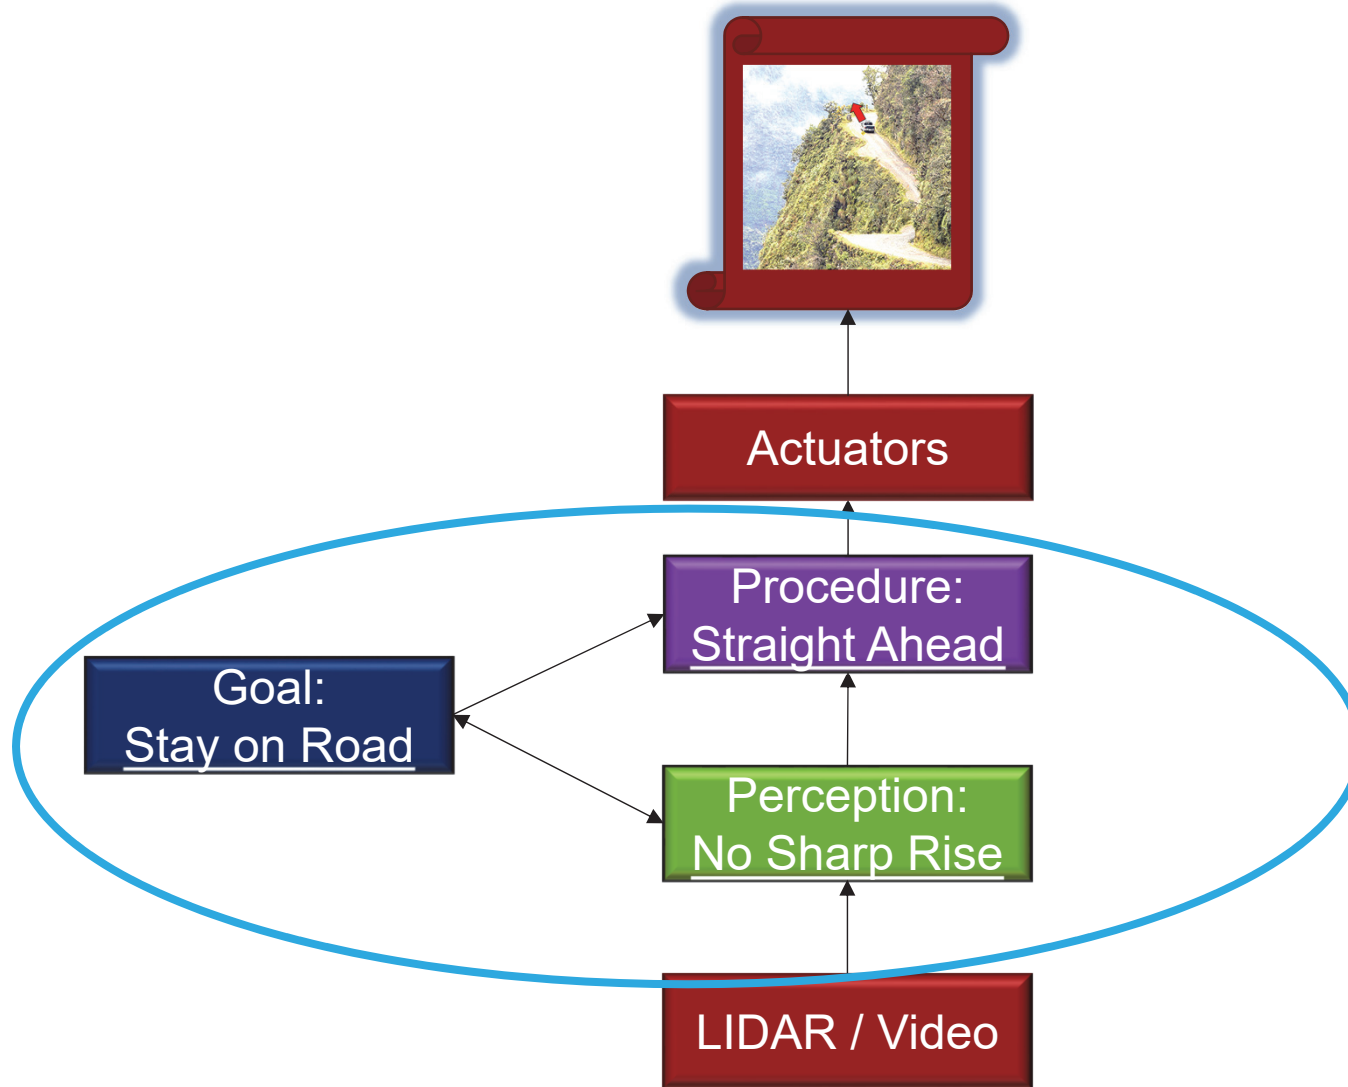 Actuators
Procedure:
Straight Ahead
Goal:
Stay on Road
Perception:
No Sharp Rise
LIDAR / Video